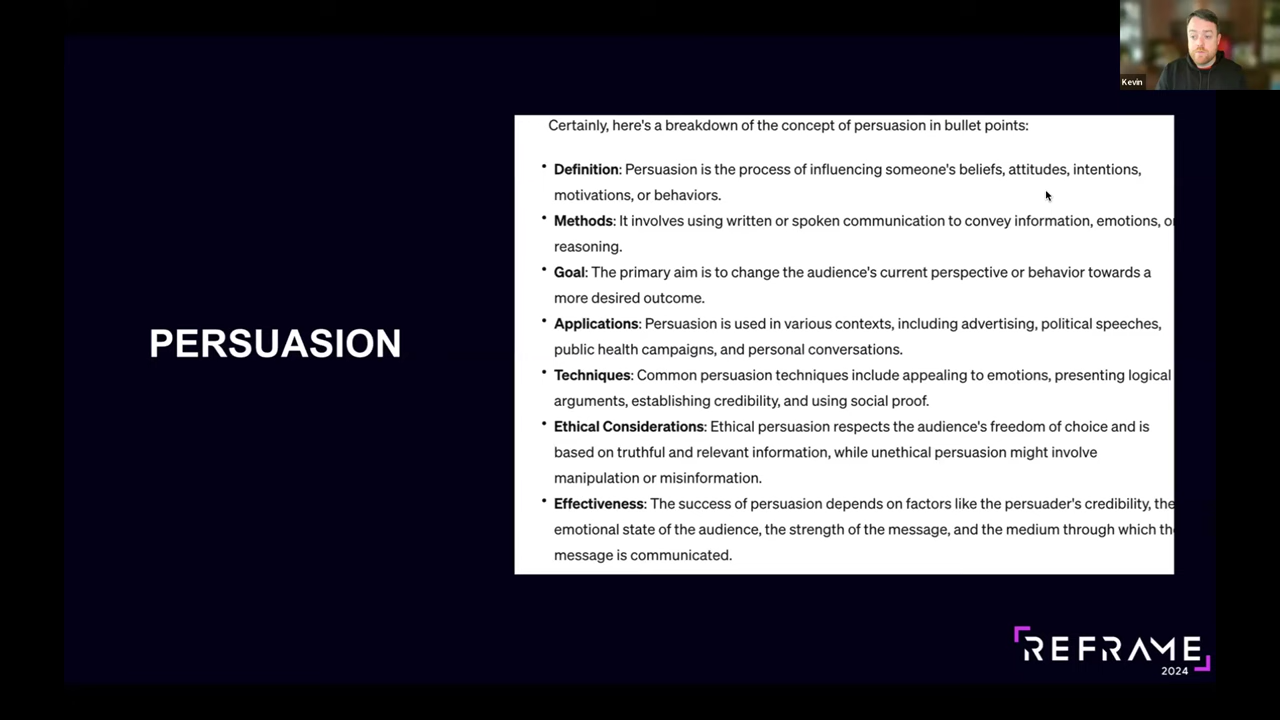 Kevin
Certainly, here's a breakdown of the concept of persuasion in bullet points:
• Definition: Persuasion is the process of influencing someone's beliefs, attitudes, intentions,
motivations, or behaviors.
• Methods: It involves using written or spoken communication to convey information, emotions, or
reasoning.
• Goal: The primary aim is to change the audience's current perspective or behavior towards a
more desired outcome.
• Applications: Persuasion is used in various contexts, including advertising, political speeches,
public health campaigns, and personal conversations.
• Techniques: Common persuasion techniques include appealing to emotions, presenting logical
arguments, establishing credibility, and using social proof.
• Ethical Considerations: Ethical persuasion respects the audience's freedom of choice and is
based on truthful and relevant information, while unethical persuasion might involve
manipulation or misinformation.
• Effectiveness: The success of persuasion depends on factors like the persuader's credibility, the
emotional state of the audience, the strength of the message, and the medium through which the
message is communicated.
PERSUASION
REFRAME
2024